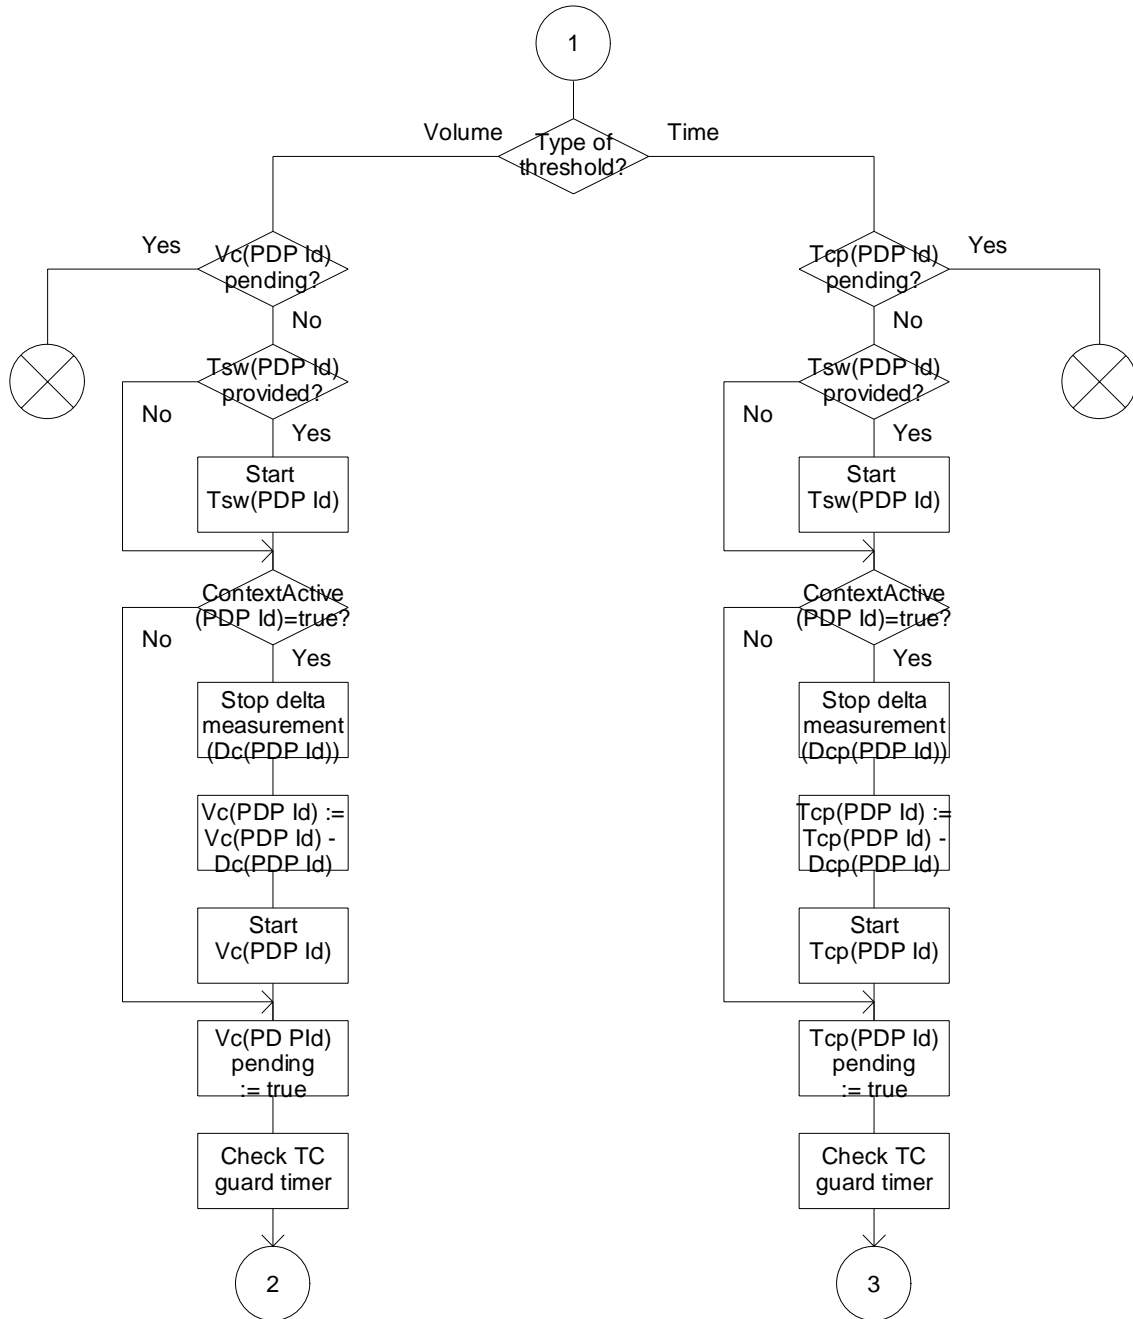 1
Volume
Type of
threshold?
Time
Yes
Vc(PDP Id)
pending?
No
Tsw(PDP Id)
provided?
No
Yes
Start
Tsw(PDP Id)
ContextActive
(PDP Id)=true?
No
Yes
Stop delta
measurement
(Dc(PDP Id))
Vc(PDP Id) :=
Vc(PDP Id) -
Dc(PDP Id)
Start
Vc(PDP Id)
Vc(PD PId)
pending
:= true
Check TC
guard timer
2
Tcp(PDP Id)
pending?
Yes
No
Tsw(PDP Id)
provided?
No
Yes
Start
Tsw(PDP Id)
ContextActive
(PDP Id)=true?
No
Yes
Stop delta
measurement
(Dcp(PDP Id))
Tcp(PDP Id) :=
Tcp(PDP Id) -
Dcp(PDP Id)
Start
Tcp(PDP Id)
Tcp(PDP Id)
pending
:= true
Check TC
guard timer
3